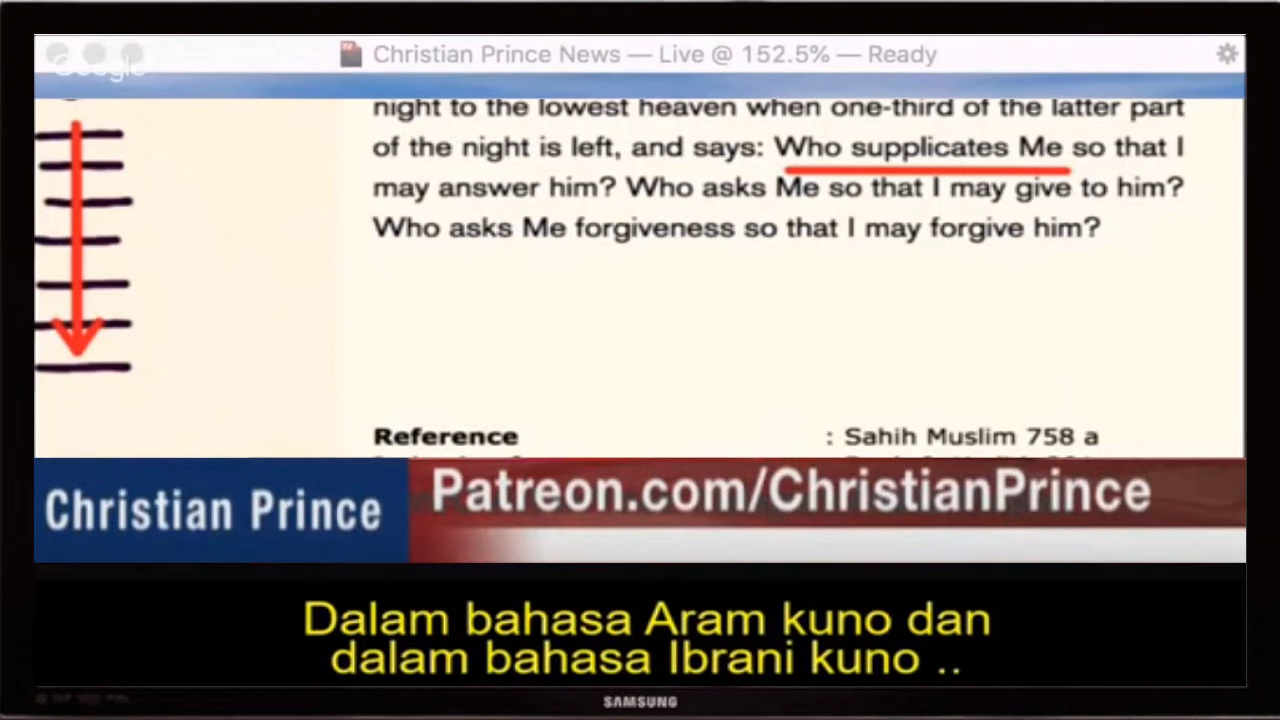 Christian Prince News — Live @ 152.5% — Ready
Google
night to the lowest heaven when one-third of the latter part
of the night is left, and says: Who supplicates Me so that I
may answer him? Who asks Me so that I may give to him?
Who asks Me forgiveness so that I may forgive him?
Reference : Sahih Muslim 758 a
Christian Prince
Patreon.com/ChristianPrince
Dalam bahasa Aram kuno dan
dalam bahasa Ibrani kuno ..
SAMSUNG